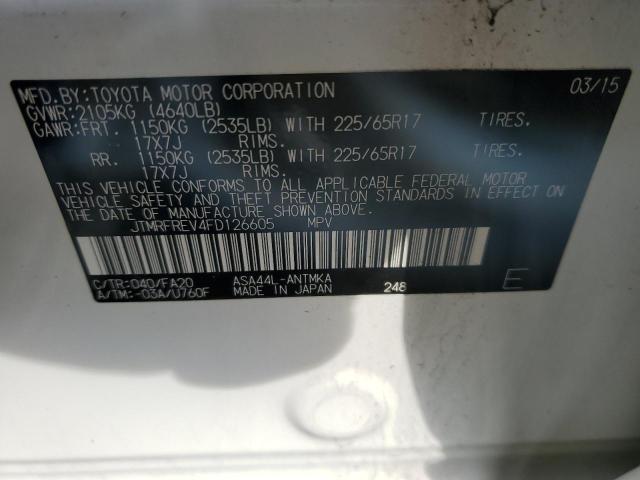 MFD.BY:TOYOTA MOTOR CORPORATION 03/15
GVWR:2105KG (4640LB)
GAWR:FRT. 1150KG (2535LB) WITH 225/65R17 TIRES.
17X7J RIMS.
RR. 1150KG (2535LB) WITH 225/65R17 TIRES.
17X7J RIMS.
THIS VEHICLE CONFORMS TO ALL APPLICABLE FEDERAL MOTOR
VEHICLE SAFETY AND THEFT PREVENTION STANDARDS IN EFFECT ON
THE DATE OF MANUFACTURE SHOWN ABOVE.
JTMRFREV4FD126605 MPV
C/TR:040/FA20 ASA44L-ANTMKA
A/TM:-03A/U760F MADE IN JAPAN 248 E